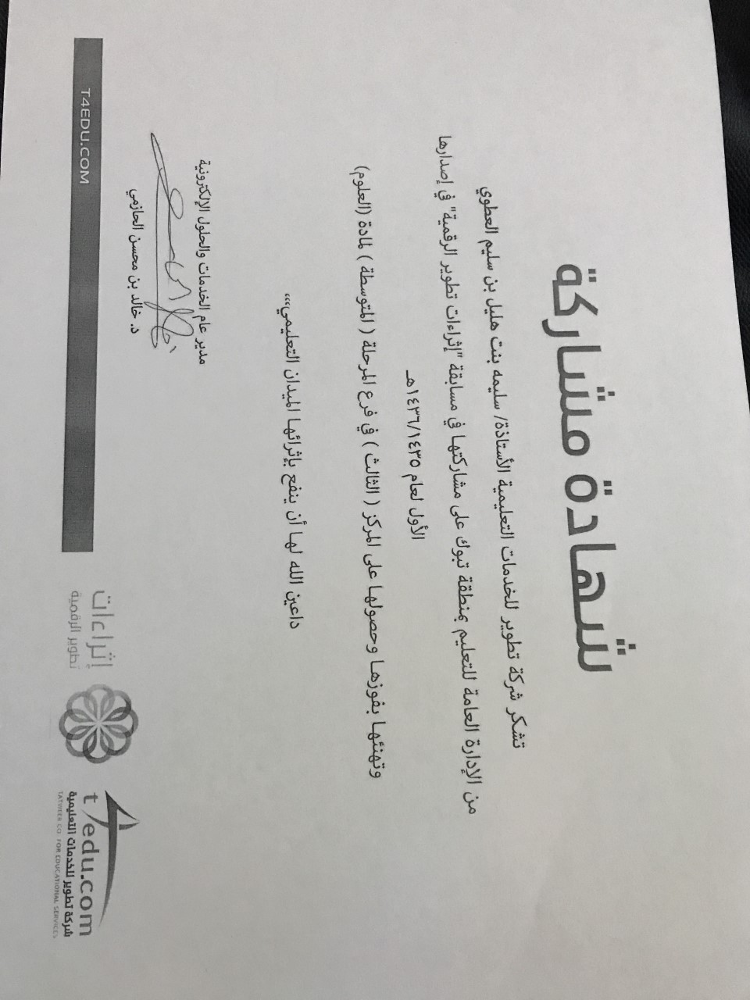 شهادة مشاركة
تشكر شركة تطوير للخدمات التعليمية الأستاذة/ سليمه بنت هليل بن سليم العطوي
من الإدارة العامة للتعليم بمنطقة تبوك على مشاركتها في مسابقة "إثراءات تطوير الرقمية" في إصدارها
الأول لعام ١٤٣٦/١٤٣٥هـ
وتهنئها بفوزها وحصولها على المركز ( الثالث ) في فرع المرحلة ( المتوسطة ) لمادة (العلوم)
داعين الله لها أن ينفع بإثرائها الميدان التعليمي،،،
مدير عام الخدمات والحلول الإلكترونية
د. خالد بن محسن الحازمي
T4EDU.COM
إثراءات
تطوير الرقمية
t4edu.com
شركة تطوير للخدمات التعليمية
TATWEER CO. FOR EDUCATIONAL SERVICES